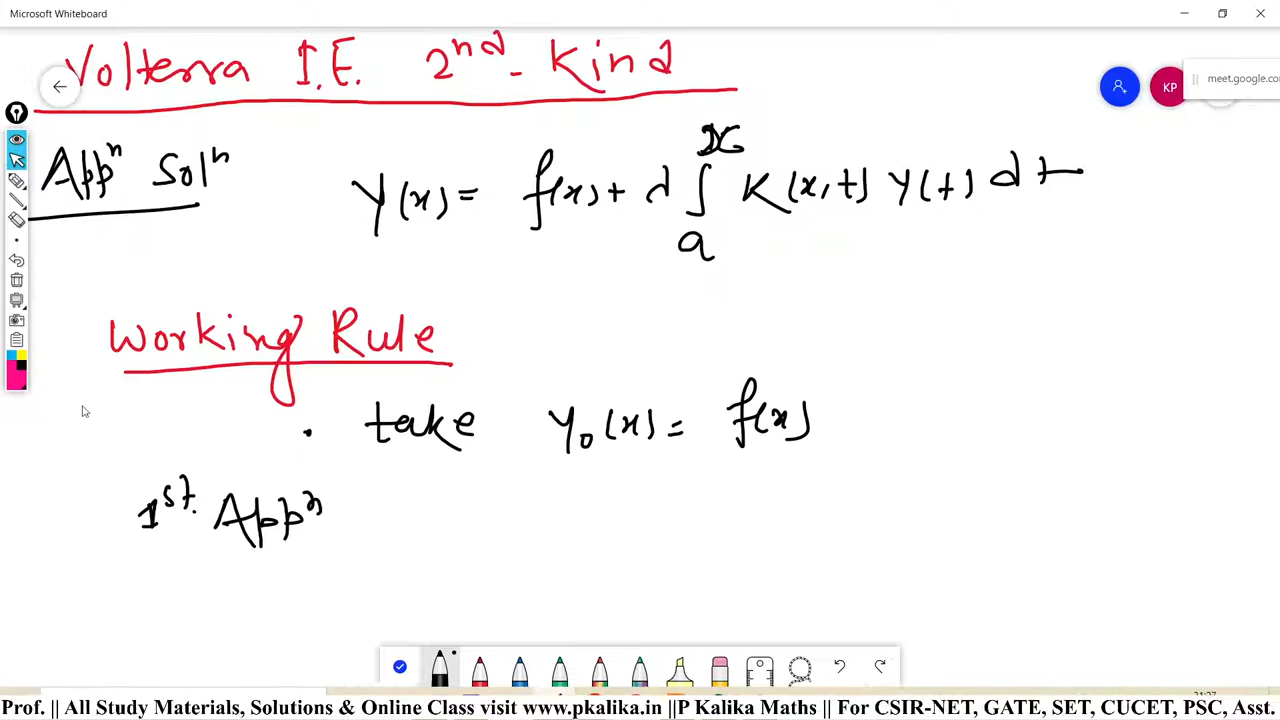 Microsoft Whiteboard
Volterra I.E. 2nd - Kind
meet.google.co
KP
Appⁿ Solⁿ
Y(x) = f(x) + λ ∫ₐˣ K(x,t) Y(t) dt
Working Rule
. take Y₀(x) = f(x)
1st. Appⁿ
Prof. || All Study Materials, Solutions & Online Class visit www.pkalika.in ||P Kalika Maths || For CSIR-NET, GATE, SET, CUCET, PSC, Asst.